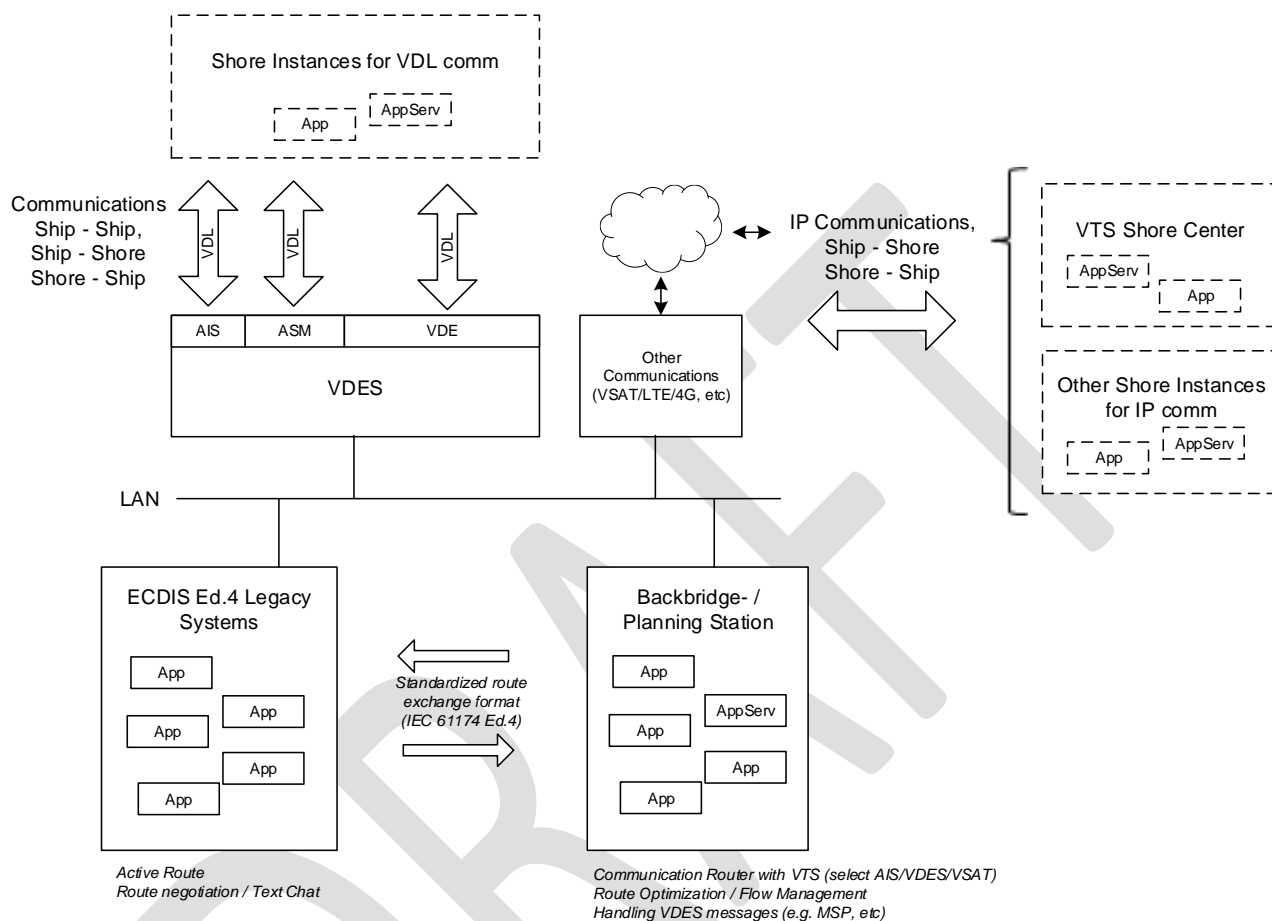 Shore Instances for VDL comm
App
AppServ
Communications
Ship - Ship,
Ship - Shore
Shore - Ship
VDL
VDL
VDL
IP Communications,
Ship - Shore
Shore - Ship
VTS Shore Center
AppServ
App
AIS
ASM
VDE
VDES
Other
Communications
(VSAT/LTE/4G, etc)
Other Shore Instances
for IP comm
App
AppServ
LAN
ECDIS Ed.4 Legacy
Systems
App
App
App
App
App
Standardized route
exchange format
(IEC 61174 Ed.4)
Backbridge- /
Planning Station
App
AppServ
App
App
App
Active Route
Route negotiation / Text Chat
Communication Router with VTS (select AIS/VDES/VSAT)
Route Optimization / Flow Management
Handling VDES messages (e.g. MSP, etc)
DRAFT